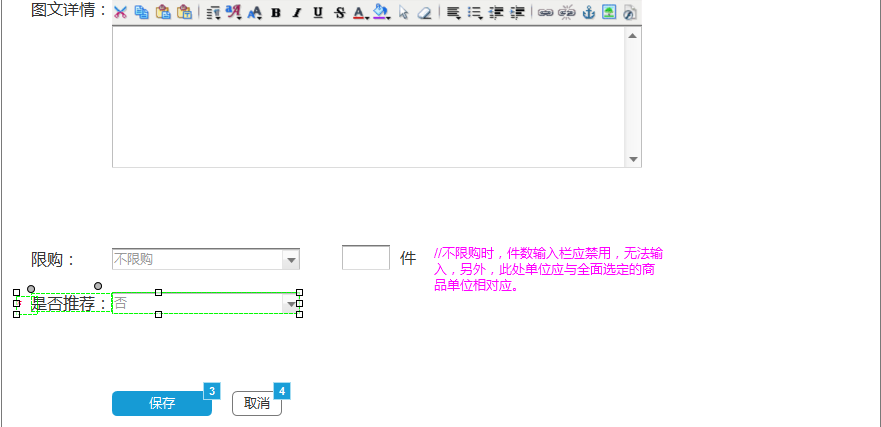 图文详情：
限购：
不限购
件
//不限购时，件数输入栏应禁用，无法输
入，另外，此处单位应与全面选定的商
品单位相对应。
是否推荐：
否
保存
3
取消
4